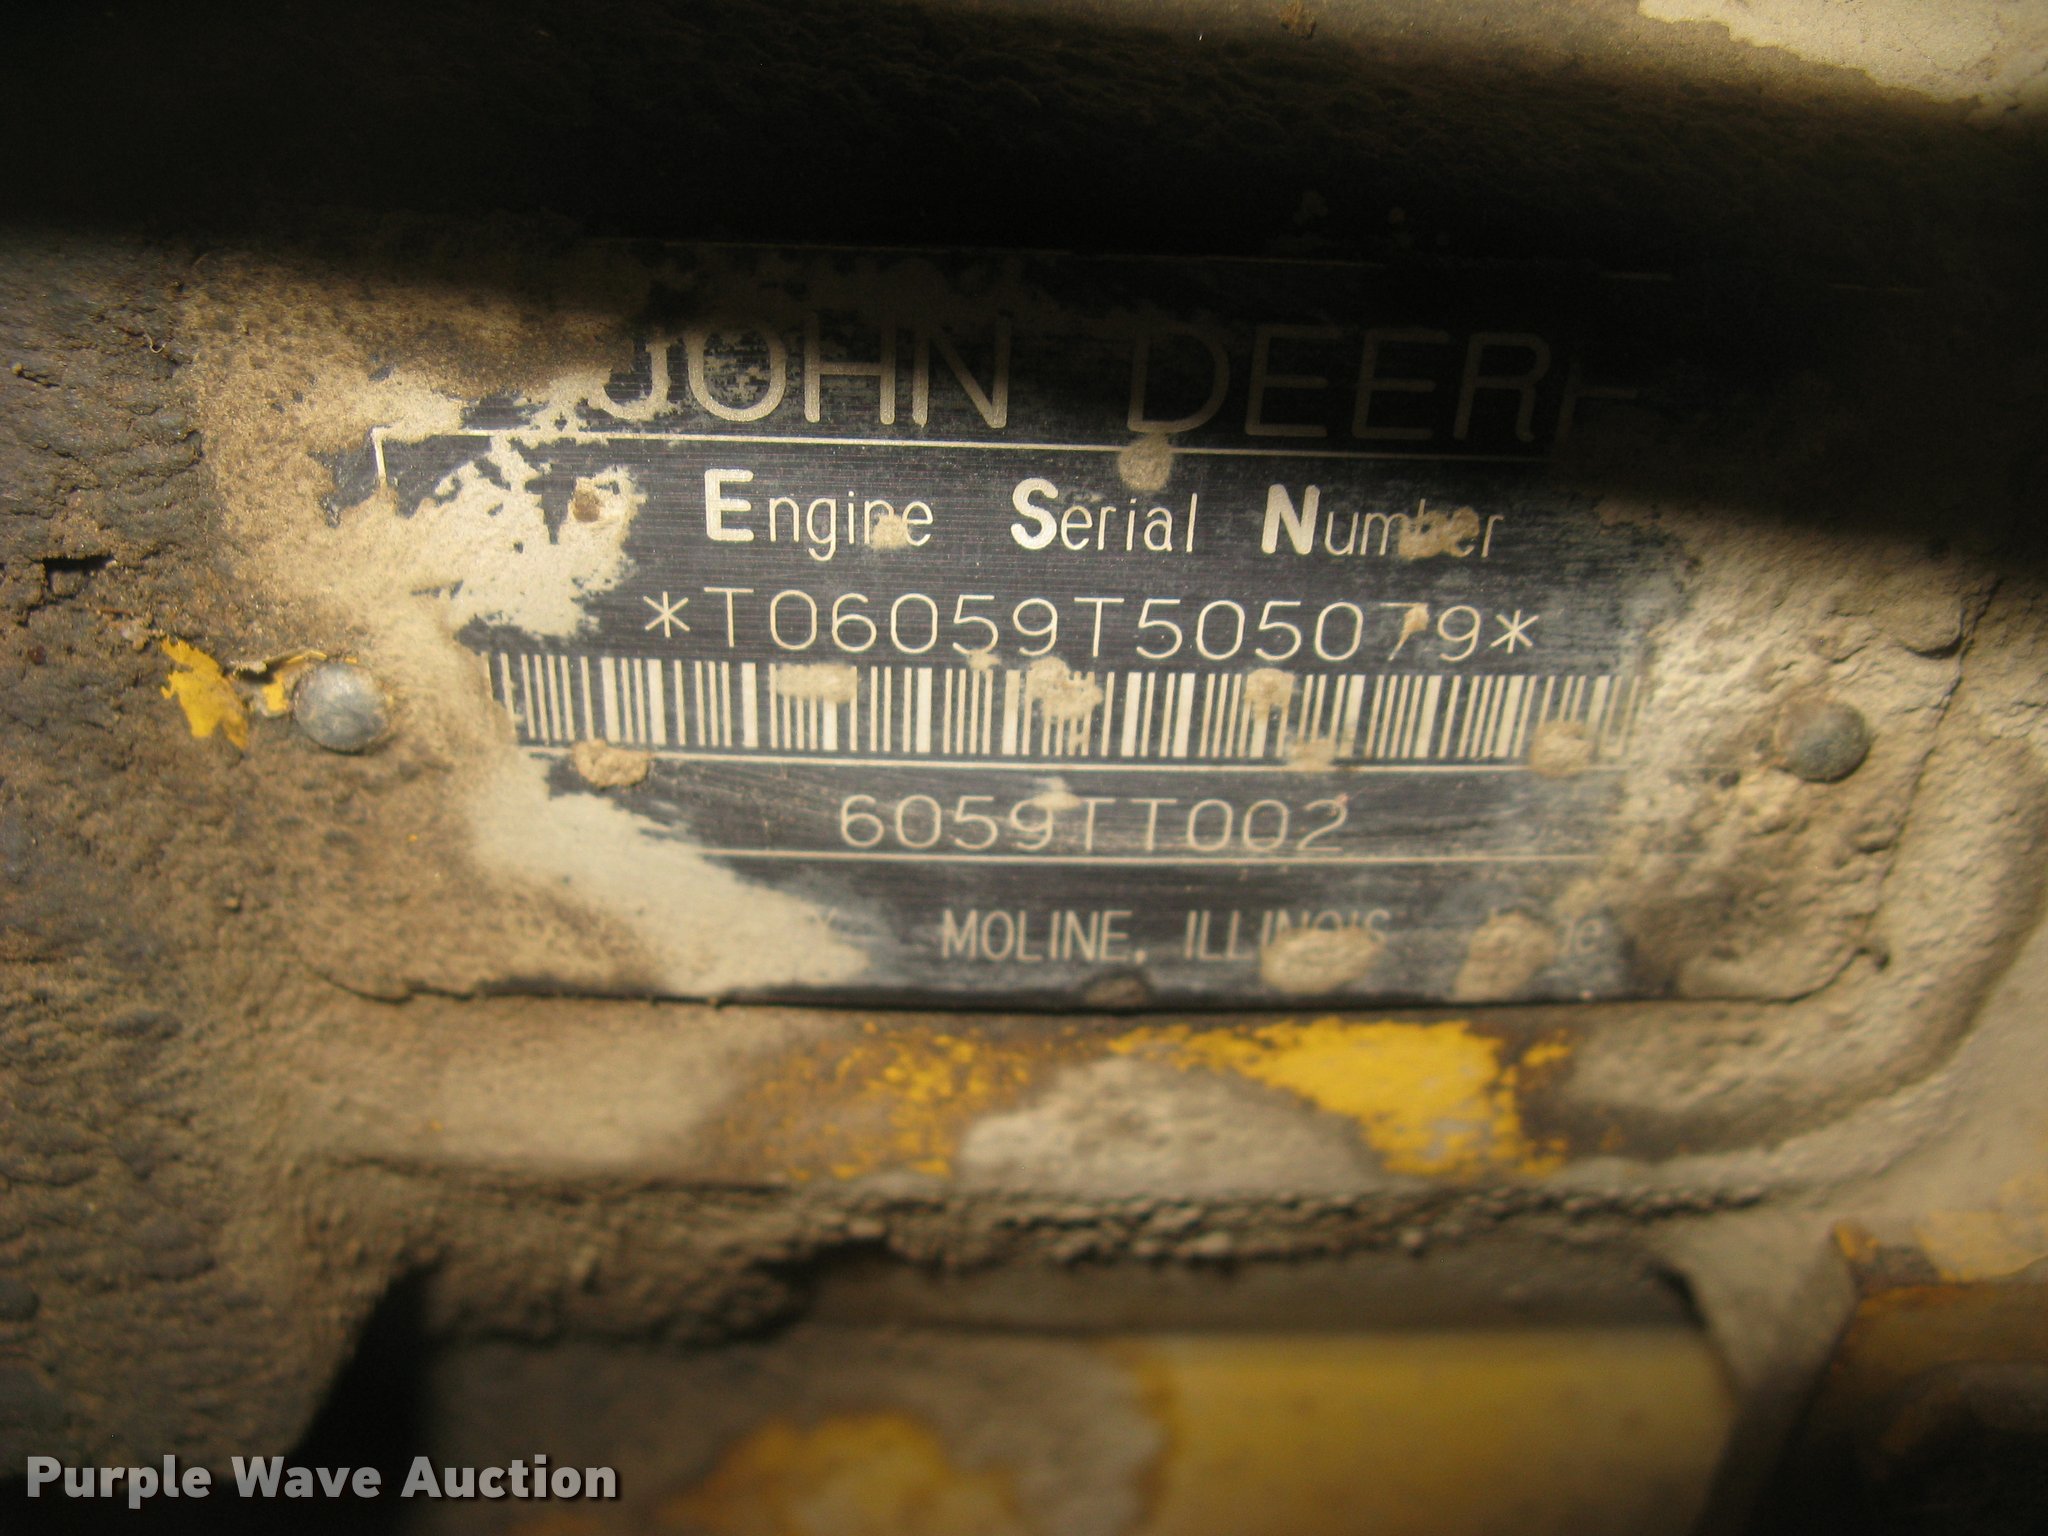 JOHN DEERE
Engine Serial Number
*T06059T505079*
6059TT002
MOLINE, ILLINOIS
Purple Wave Auction